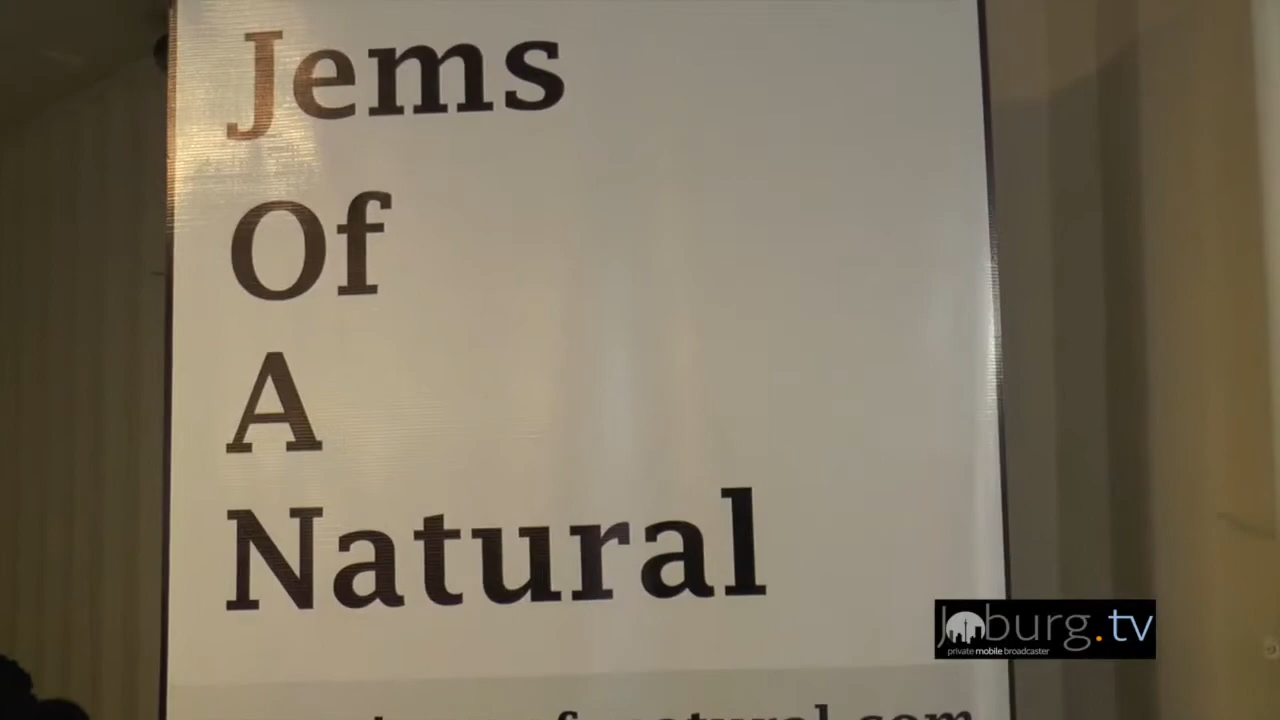 Jems
Of
A
Natural
Joburg.tv
private mobile broadcaster